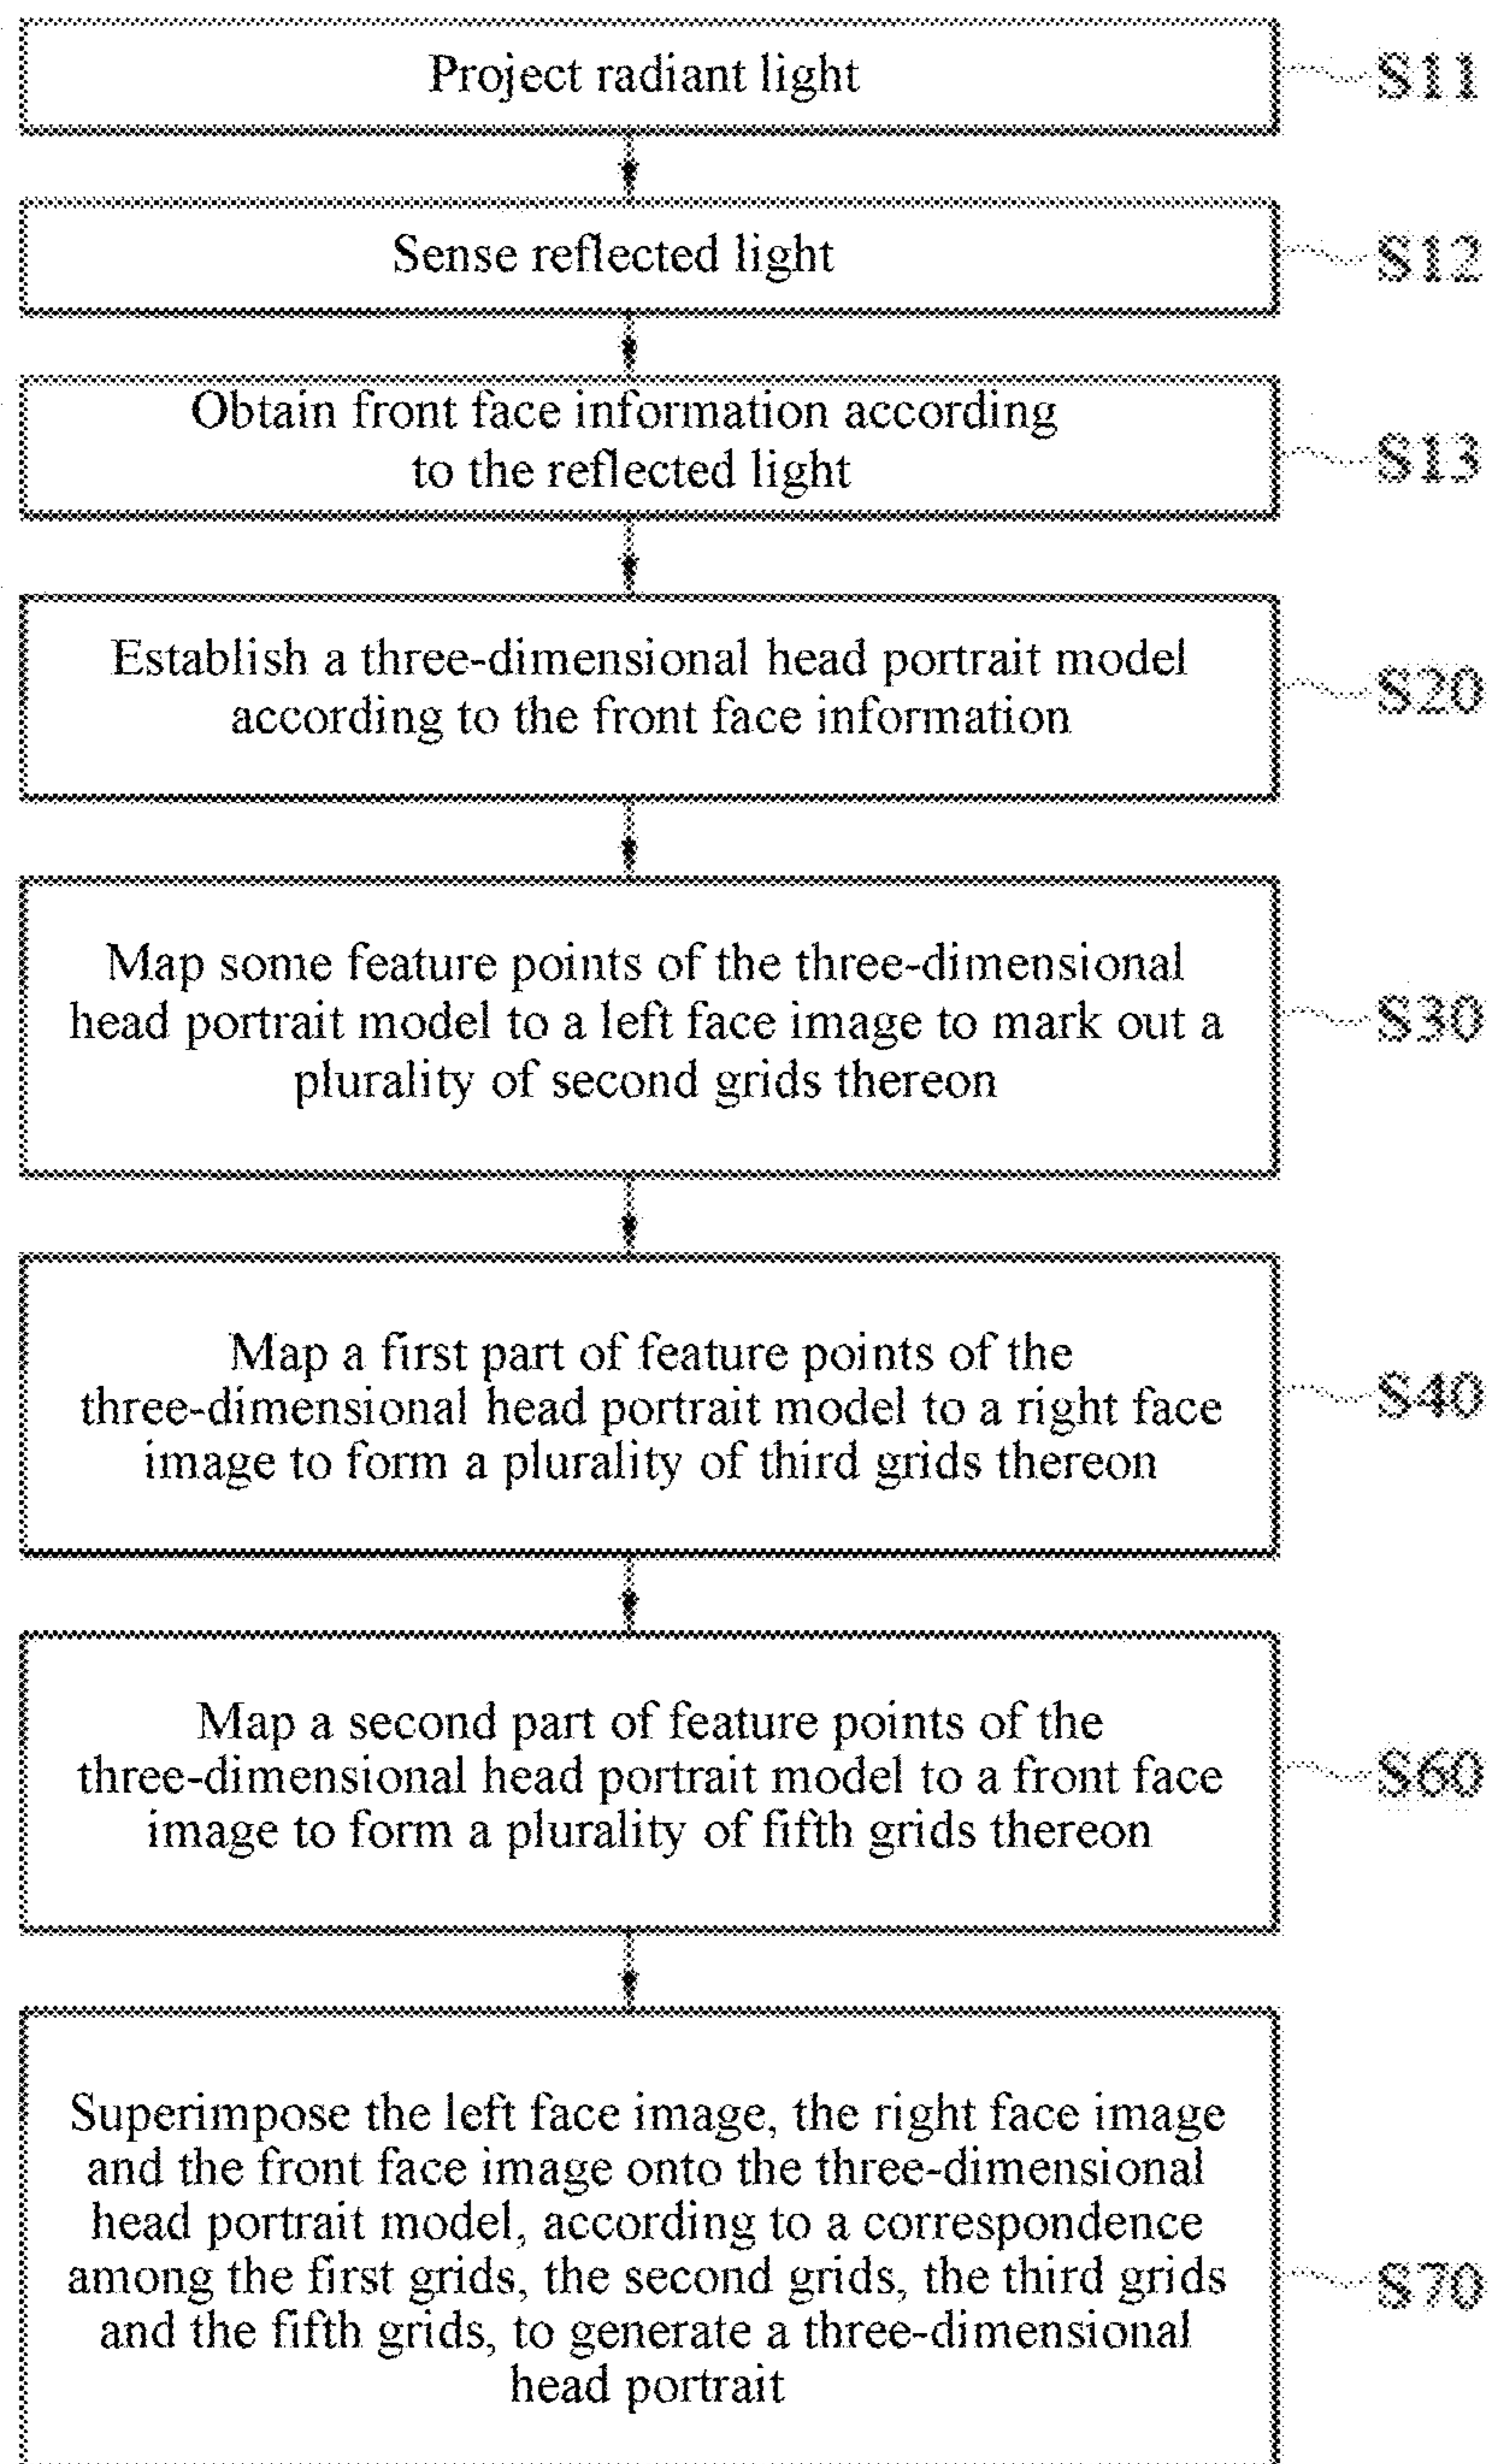 Project radiant light
S11
Sense reflected light
S12
Obtain front face information according
to the reflected light
S13
Establish a three-dimensional head portrait model
according to the front face information
S20
Map some feature points of the three-dimensional
head portrait model to a left face image to mark out a
plurality of second grids thereon
S30
Map a first part of feature points of the
three-dimensional head portrait model to a right face
image to form a plurality of third grids thereon
S40
Map a second part of feature points of the
three-dimensional head portrait model to a front face
image to form a plurality of fifth grids thereon
S60
Superimpose the left face image, the right face image
and the front face image onto the three-dimensional
head portrait model, according to a correspondence
among the first grids, the second grids, the third grids
and the fifth grids, to generate a three-dimensional
head portrait
S70